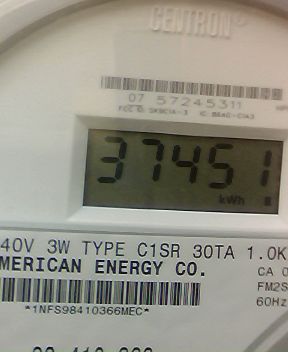 CENTRON®
07 57245311
37451
kWh
40V 3W TYPE C1SR 30TA 1.0K
MERICAN ENERGY CO.
CA 0
FM2S
60Hz
*1NFS98410366MEC*